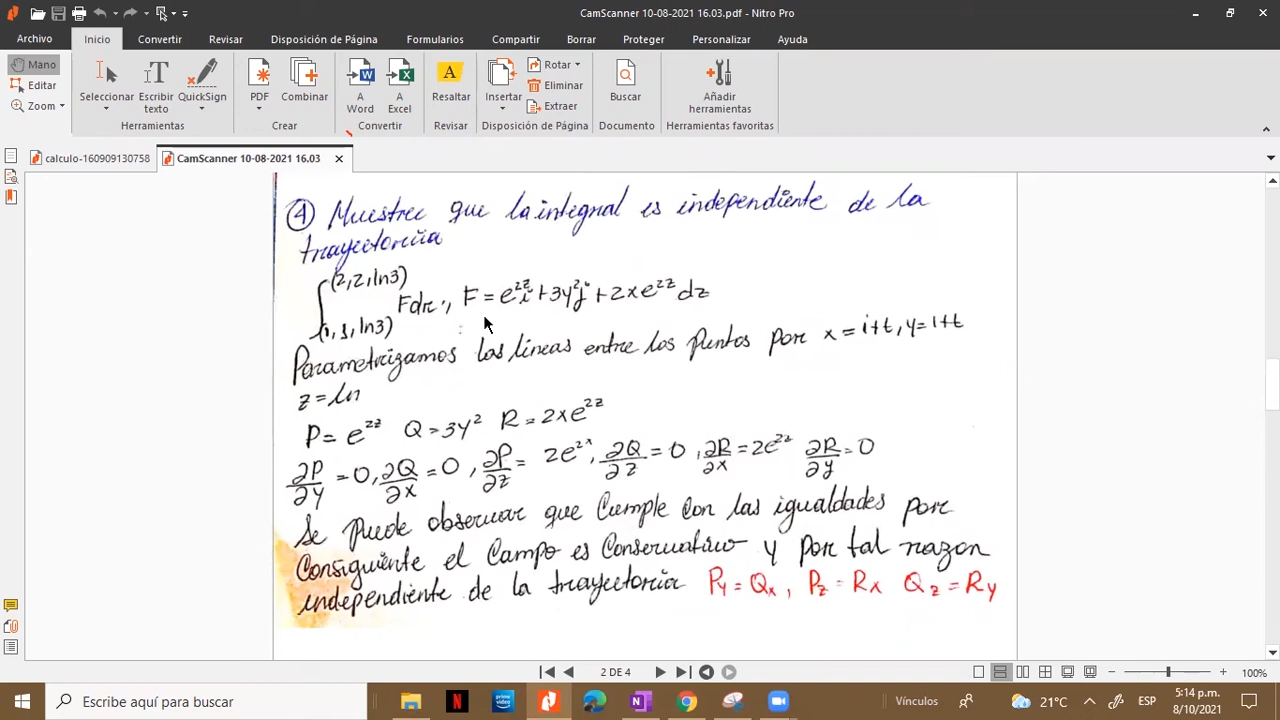 CamScanner 10-08-2021 16.03.pdf - Nitro Pro
Archivo Inicio Convertir Revisar Disposición de Página Formularios Compartir Borrar Proteger Personalizar Ayuda
Mano
Editar
Zoom
Seleccionar Escribir texto QuickSign
PDF Combinar
A Word A Excel
Resaltar
Insertar
Rotar
Eliminar
Extraer
Buscar
Añadir herramientas
Herramientas Crear Convertir Revisar Disposición de Página Documento Herramientas favoritas
calculo-160909130758 CamScanner 10-08-2021 16.03
④ Muestre que la integral es independiente de la
trayectoria
∫(1,1,ln3)^(2,2,ln3) Fdr; F = e^2z i + 3y^2 j + 2xe^2z dz
Parametrizamos las lineas entre los puntos por x = i+t, y = 1+t
z = ln
P = e^2z Q = 3y^2 R = 2xe^2z
∂P/∂y = 0, ∂Q/∂x = 0, ∂P/∂z = 2e^2x, ∂Q/∂z = 0, ∂R/∂x = 2e^2z ∂R/∂y = 0
Se puede observar que cumple con las igualdades por
consiguiente el campo es conservativo y por tal razon
independiente de la trayectoria Py = Qx, Pz = Rx Qz = Ry
2 DE 4
100%
Escribe aquí para buscar
Vínculos
21°C
ESP
5:14 p.m.
8/10/2021